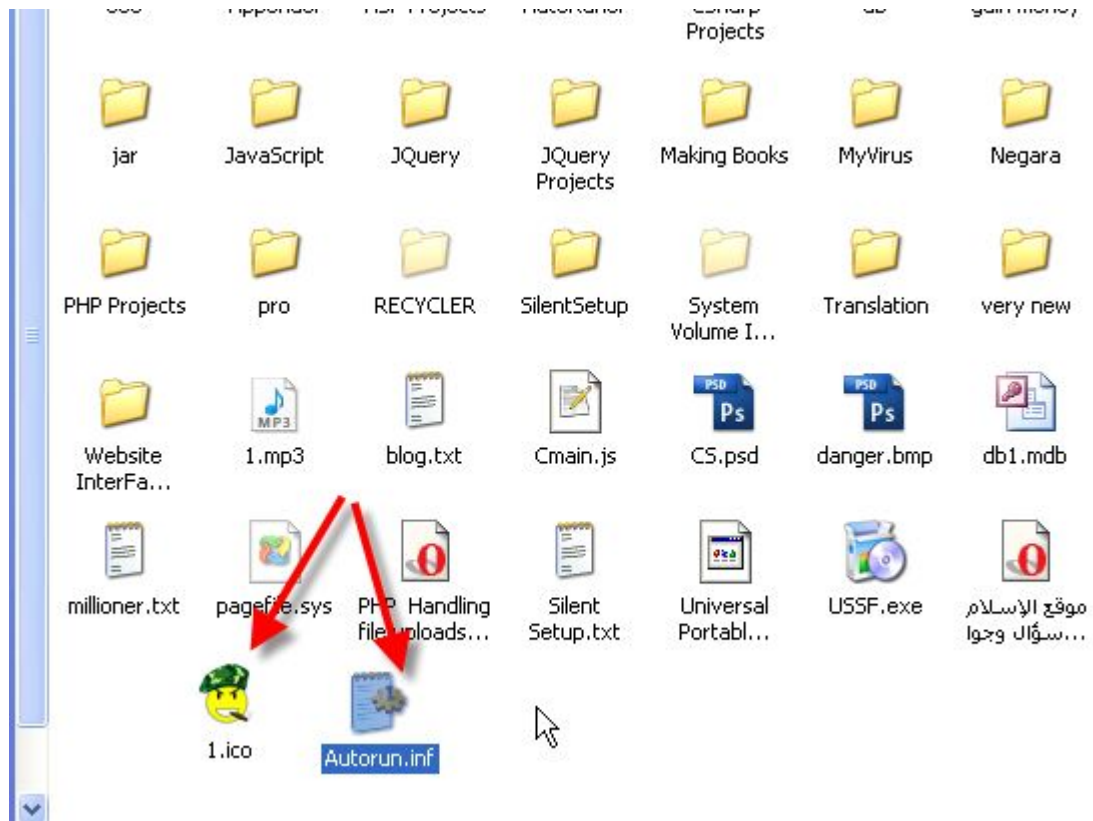 Projects
jar
JavaScript
JQuery
JQuery
Projects
Making Books
MyVirus
Negara
PHP Projects
pro
RECYCLER
SilentSetup
System
Volume I...
Translation
very new
Website
InterFa...
1.mp3
blog.txt
Cmain.js
CS.psd
danger.bmp
db1.mdb
millioner.txt
pagefile.sys
PHP Handling
file uploads...
Silent
Setup.txt
Universal
Portabl...
USSF.exe
موقع الإسلام
سؤال وجوا...
1.ico
Autorun.inf